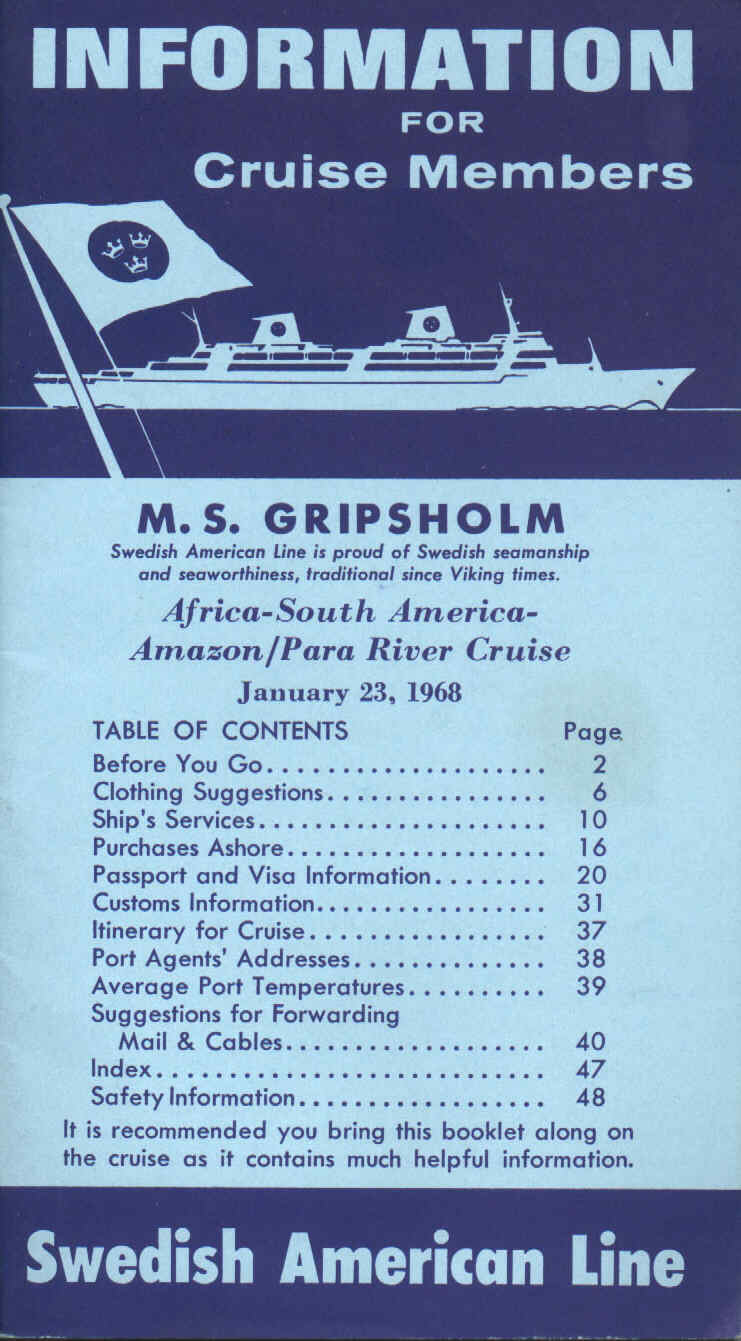 INFORMATION
FOR
Cruise Members
M. S. GRIPSHOLM
Swedish American Line is proud of Swedish seamanship
and seaworthiness, traditional since Viking times.
Africa-South America-
Amazon/Para River Cruise
January 23, 1968
TABLE OF CONTENTS Page
Before You Go.................... 2
Clothing Suggestions................ 6
Ship's Services..................... 10
Purchases Ashore................... 16
Passport and Visa Information........ 20
Customs Information................. 31
Itinerary for Cruise.................. 37
Port Agents' Addresses.............. 38
Average Port Temperatures.......... 39
Suggestions for Forwarding
Mail & Cables................... 40
Index............................ 47
Safety Information.................. 48
It is recommended you bring this booklet along on
the cruise as it contains much helpful information.
Swedish American Line